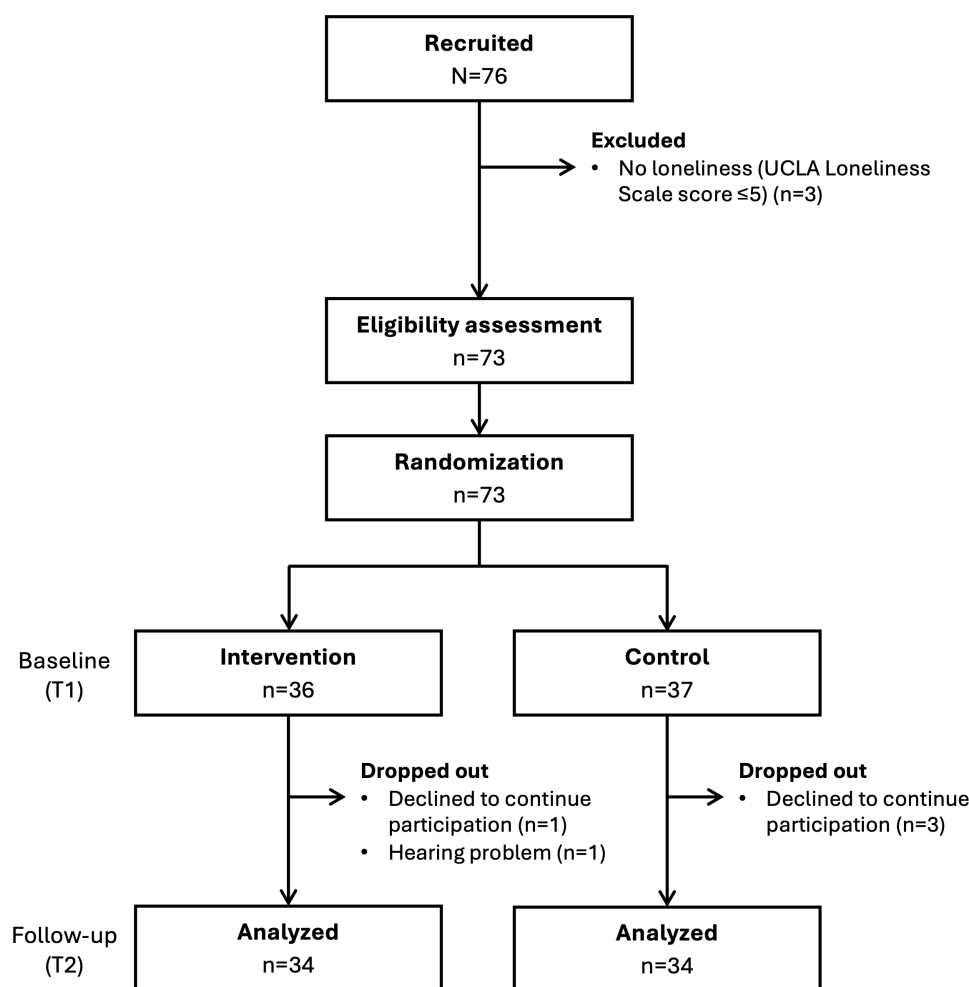 Recruited
N=76
Excluded
• No loneliness (UCLA Loneliness
Scale score ≤5) (n=3)
Eligibility assessment
n=73
Randomization
n=73
Baseline
(T1)
Intervention
n=36
Control
n=37
Dropped out
• Declined to continue
participation (n=1)
• Hearing problem (n=1)
Dropped out
• Declined to continue
participation (n=3)
Follow-up
(T2)
Analyzed
n=34
Analyzed
n=34